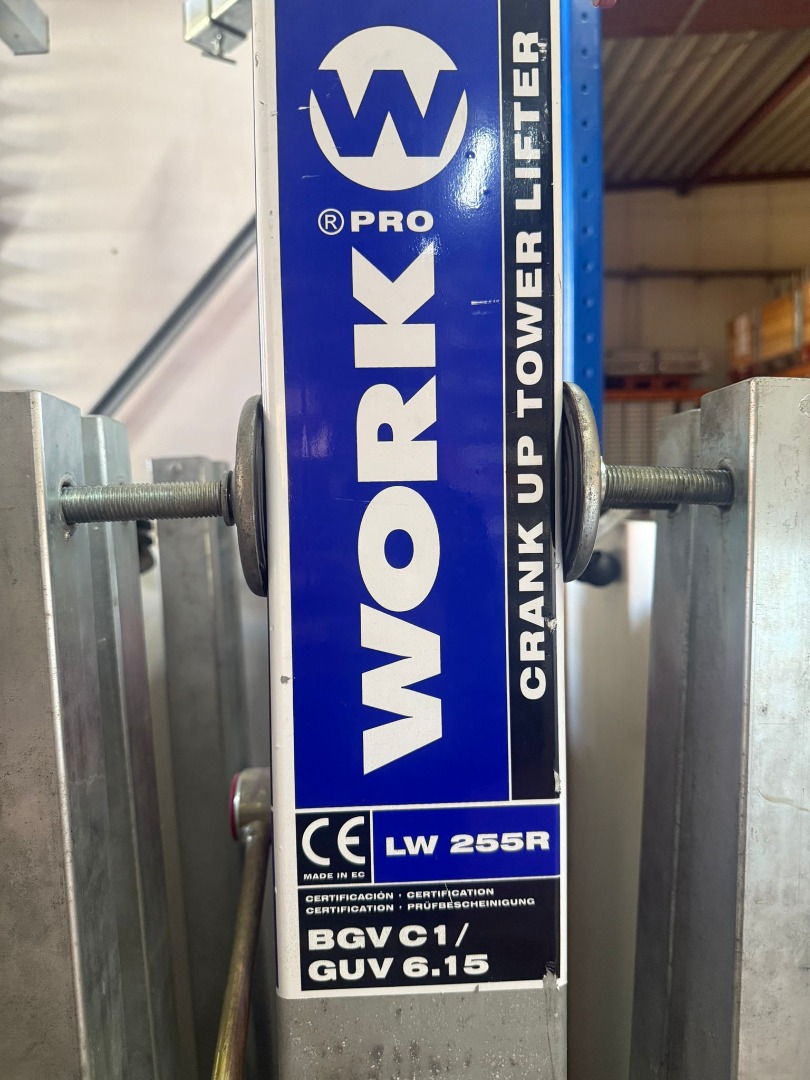 W
® PRO
WORK
CRANK UP TOWER LIFTER
CE
MADE IN EC
LW 255R
CERTIFICACIÓN · CERTIFICATION
CERTIFICATION · PRÜFBESCHEINIGUNG
BGV C1/
GUV 6.15